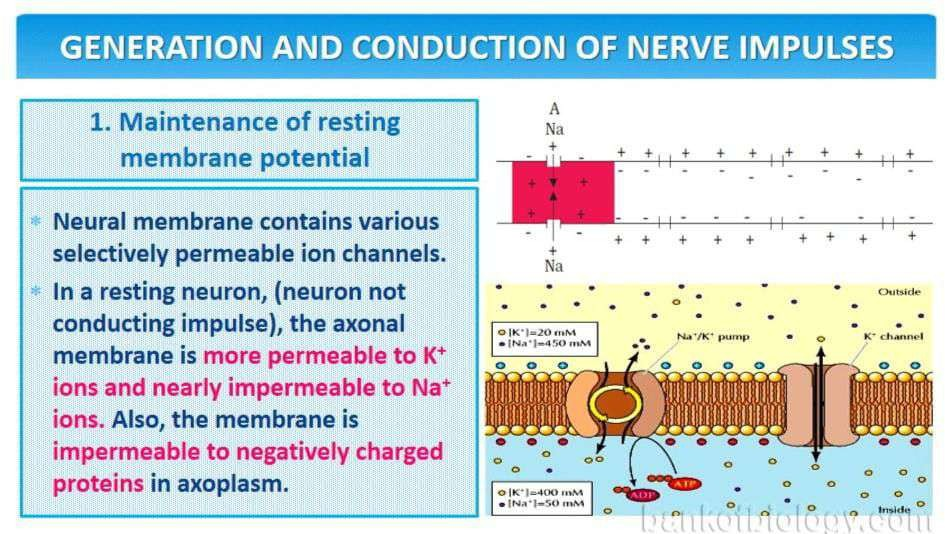 GENERATION AND CONDUCTION OF NERVE IMPULSES
1. Maintenance of resting
membrane potential
* Neural membrane contains various
selectively permeable ion channels.
* In a resting neuron, (neuron not
conducting impulse), the axonal
membrane is more permeable to K⁺
ions and nearly impermeable to Na⁺
ions. Also, the membrane is
impermeable to negatively charged
proteins in axoplasm.
A
Na
Na
Outside
[K⁺]=20 mM
[Na⁺]=450 mM
Na⁺/K⁺ pump
K⁺ channel
ADP
ATP
[K⁺]=400 mM
[Na⁺]=50 mM
Inside
bankofbiology.com